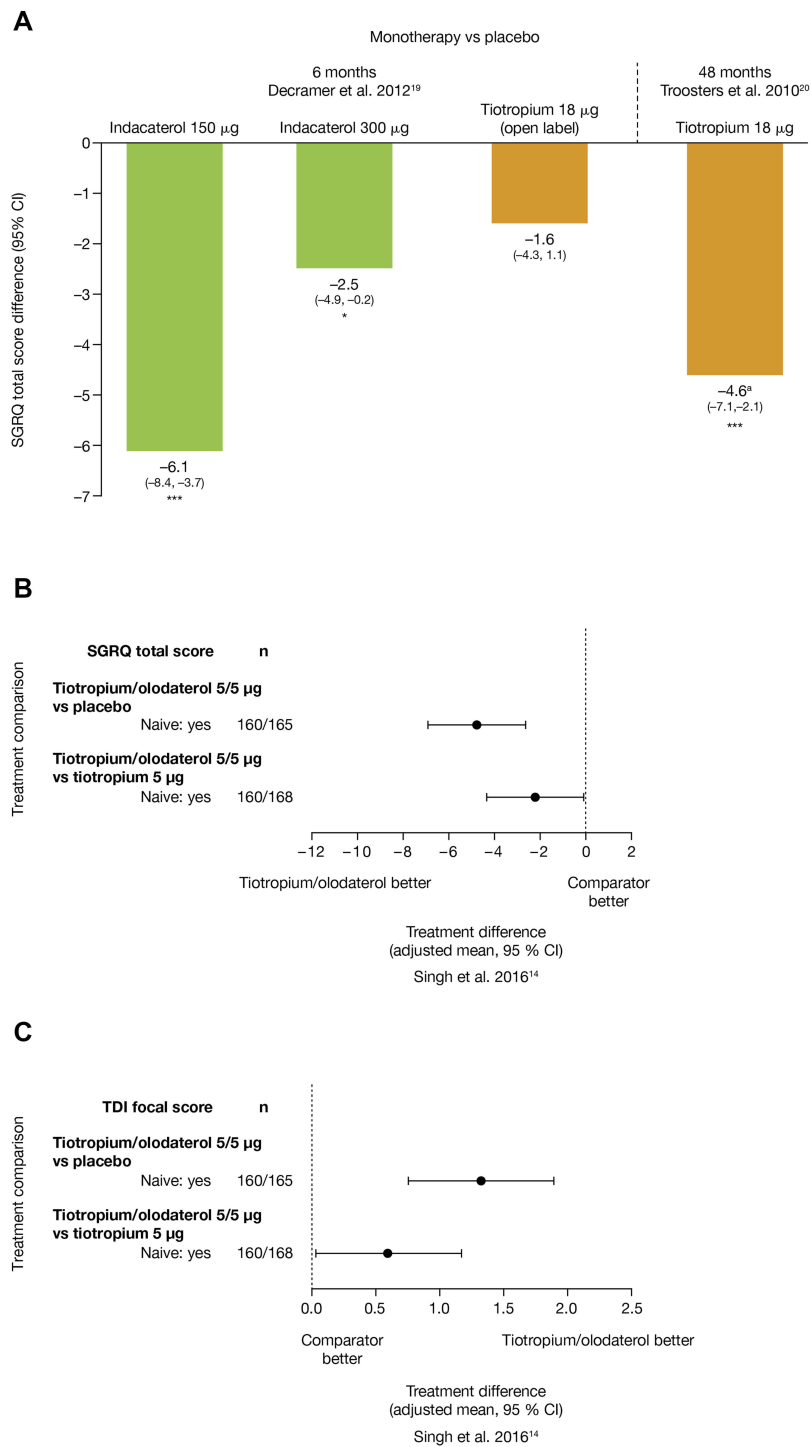 A
Monotherapy vs placebo
6 months
Decramer et al. 2012¹⁹
48 months
Troosters et al. 2010²⁰
Indacaterol 150 μg
Indacaterol 300 μg
Tiotropium 18 μg
(open label)
Tiotropium 18 μg
SGRQ total score difference (95% CI)
0
–1
–2
–3
–4
–5
–6
–7
–6.1
(–8.4, –3.7)
***
–2.5
(–4.9, –0.2)
*
–1.6
(–4.3, 1.1)
–4.6ᵃ
(–7.1,–2.1)
***
B
Treatment comparison
SGRQ total score n
Tiotropium/olodaterol 5/5 μg
vs placebo
Naive: yes 160/165
Tiotropium/olodaterol 5/5 μg
vs tiotropium 5 μg
Naive: yes 160/168
–12 –10 –8 –6 –4 –2 0 2
Tiotropium/olodaterol better
Comparator
better
Treatment difference
(adjusted mean, 95 % CI)
Singh et al. 2016¹⁴
C
Treatment comparison
TDI focal score n
Tiotropium/olodaterol 5/5 μg
vs placebo
Naive: yes 160/165
Tiotropium/olodaterol 5/5 μg
vs tiotropium 5 μg
Naive: yes 160/168
0.0 0.5 1.0 1.5 2.0 2.5
Comparator
better
Tiotropium/olodaterol better
Treatment difference
(adjusted mean, 95 % CI)
Singh et al. 2016¹⁴